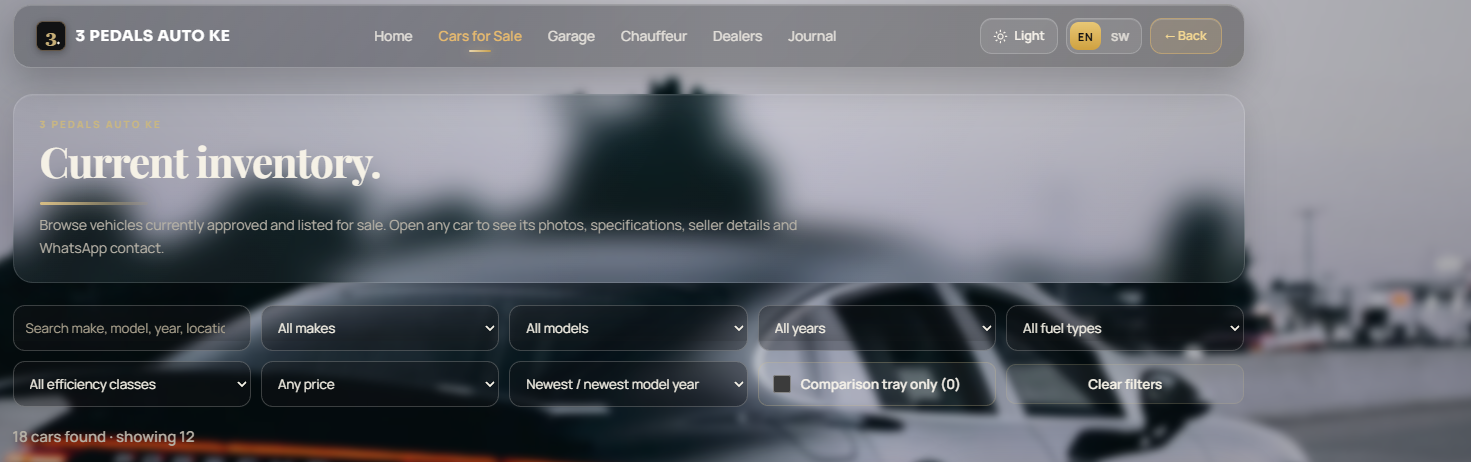 3. 3 PEDALS AUTO KE
Home Cars for Sale Garage Chauffeur Dealers Journal
Light EN SW ← Back
3 PEDALS AUTO KE
Current inventory.
Browse vehicles currently approved and listed for sale. Open any car to see its photos, specifications, seller details and
WhatsApp contact.
Search make, model, year, locatic
All makes
All models
All years
All fuel types
All efficiency classes
Any price
Newest / newest model year
Comparison tray only (0)
Clear filters
18 cars found · showing 12